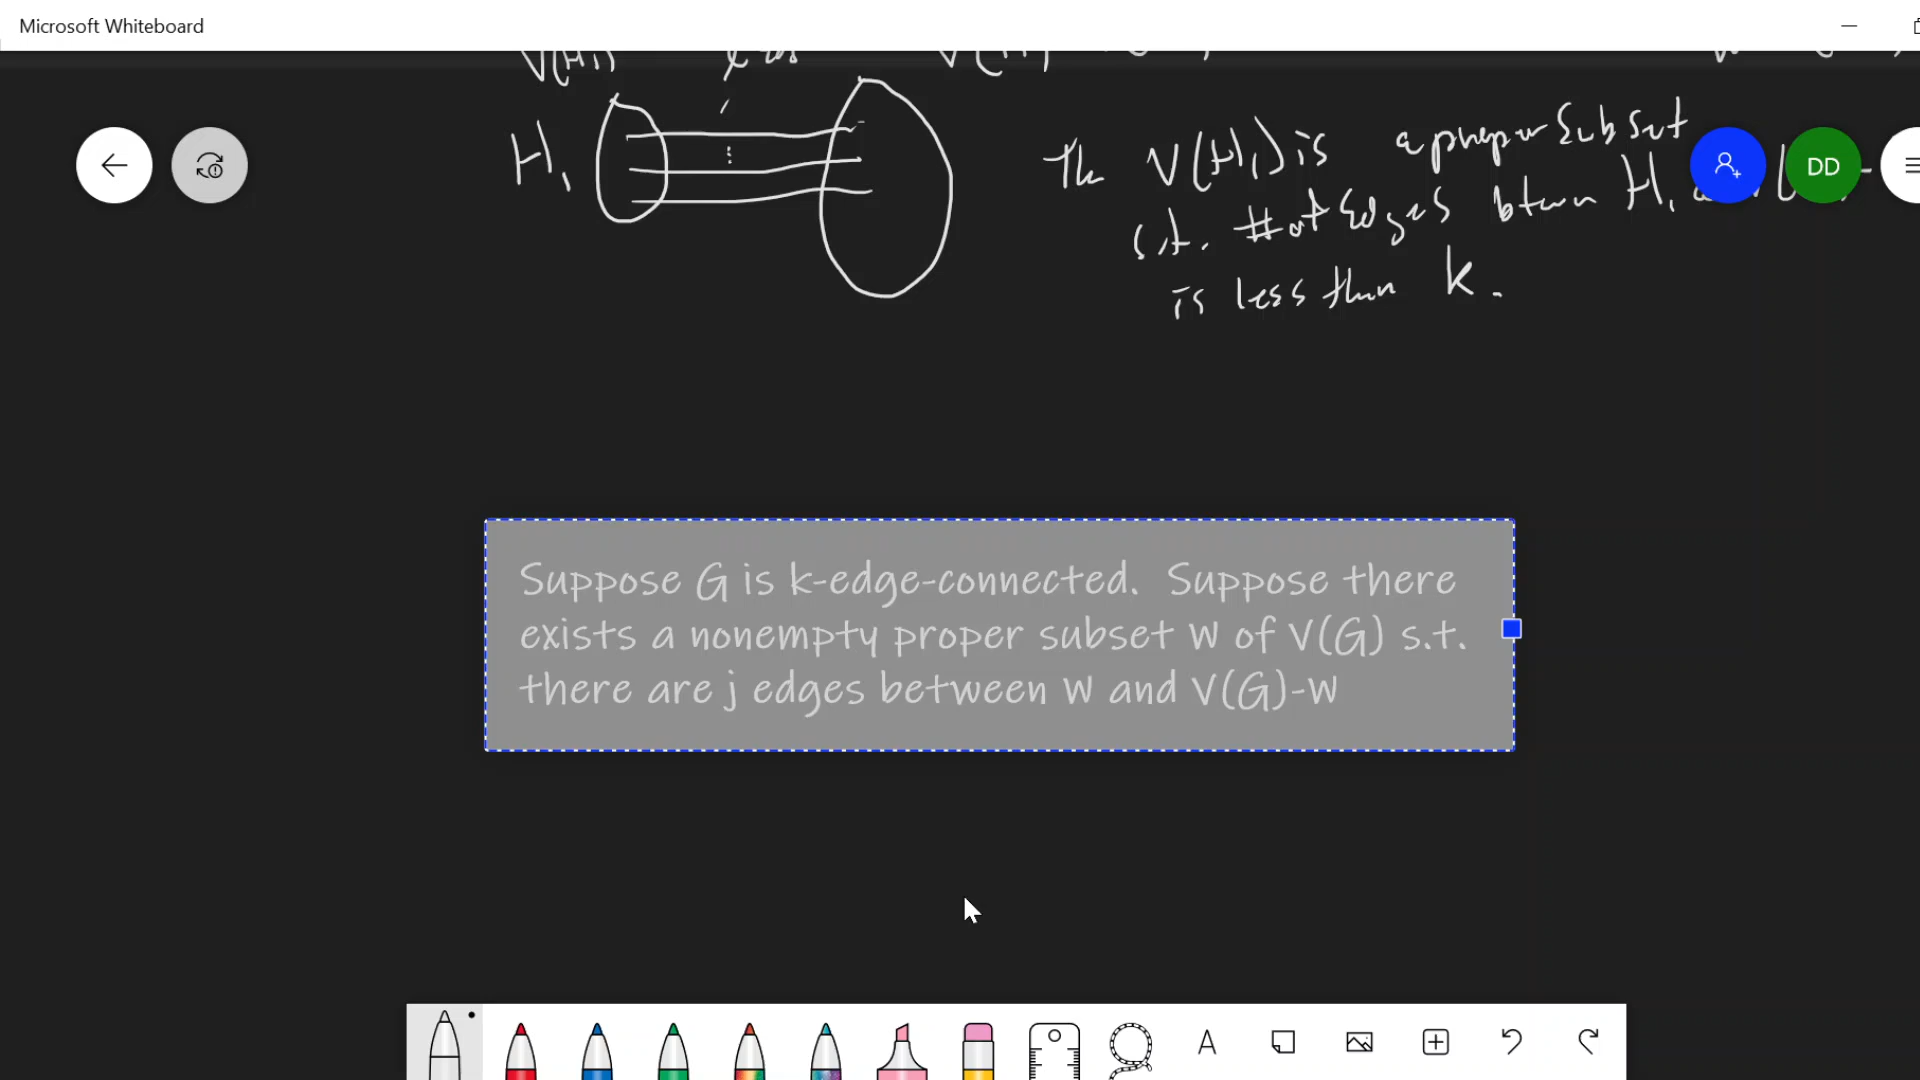 Microsoft Whiteboard
H₁
The V(H₁) is a proper subset
s.t. # of edges btwn H₁
is less than k.
DD
Suppose G is k-edge-connected. Suppose there
exists a nonempty proper subset W of V(G) s.t.
there are j edges between W and V(G)-W
A